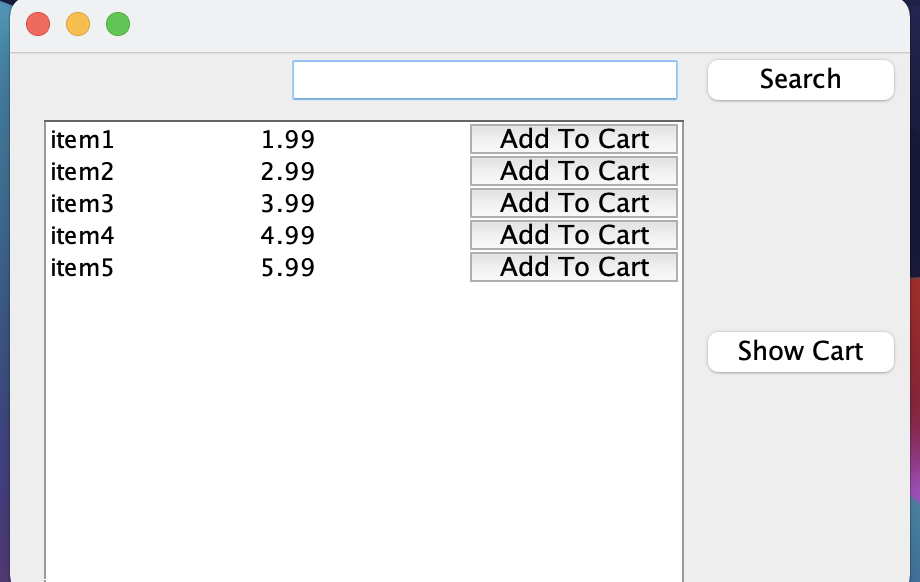 Search
item1 1.99 Add To Cart
item2 2.99 Add To Cart
item3 3.99 Add To Cart
item4 4.99 Add To Cart
item5 5.99 Add To Cart
Show Cart